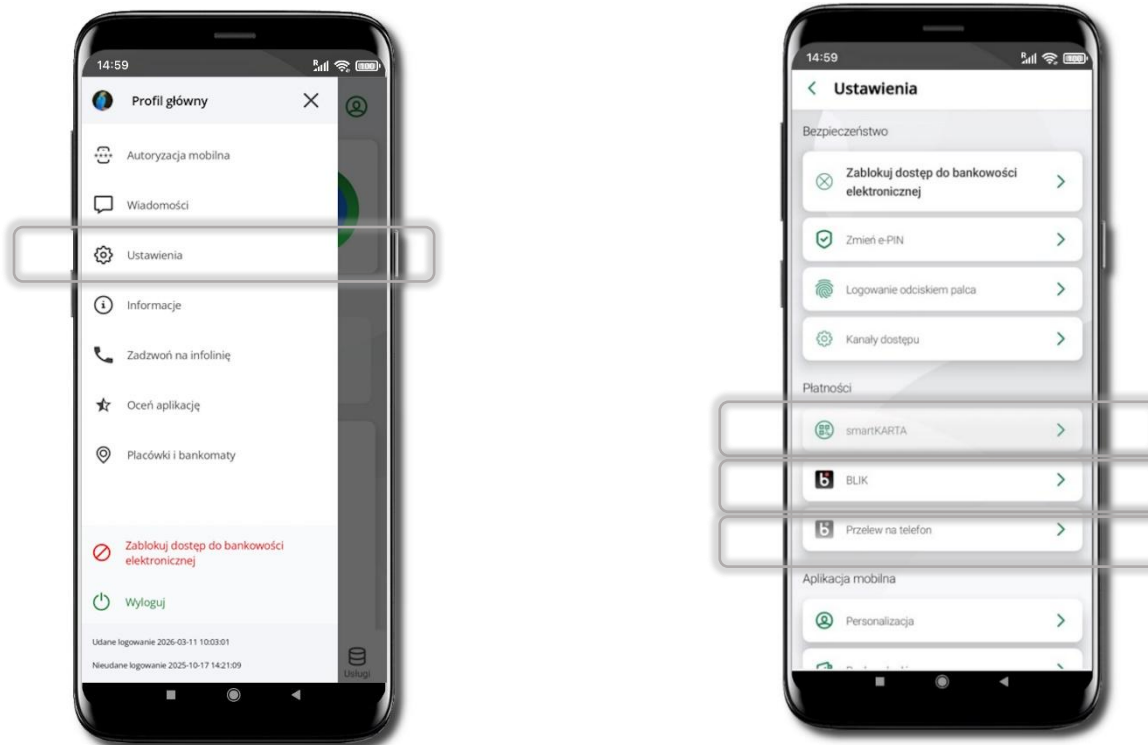 14:59
Profil główny
Autoryzacja mobilna
Wiadomości
Ustawienia
Informacje
Zadzwoń na infolinię
Oceń aplikację
Placówki i bankomaty
Zablokuj dostęp do bankowości
elektronicznej
Wyloguj
Udane logowanie 2026-03-11 10:03:01
Nieudane logowanie 2025-10-17 14:21:09
Usługi
14:59
Ustawienia
Bezpieczeństwo
Zablokuj dostęp do bankowości
elektronicznej
Zmień e-PIN
Logowanie odciskiem palca
Kanały dostępu
Płatności
smartKARTA
BLIK
Przelew na telefon
Aplikacja mobilna
Personalizacja